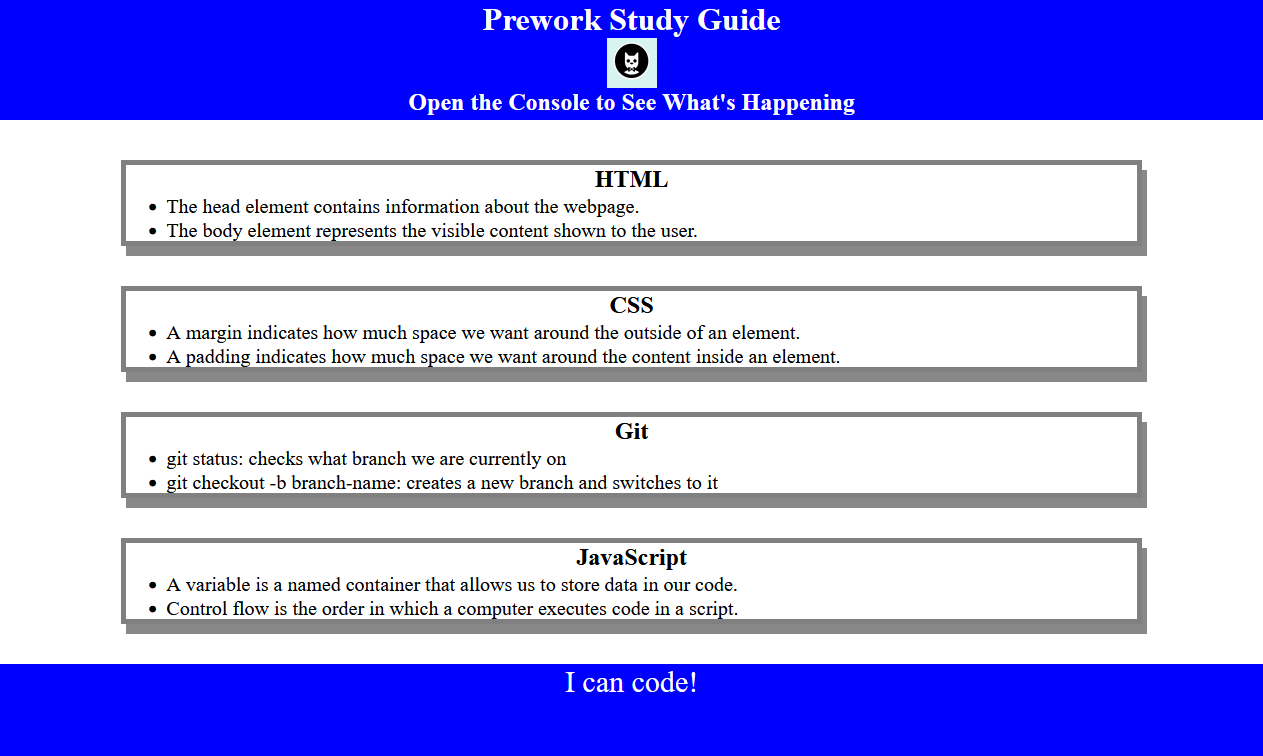 Prework Study Guide
Open the Console to See What's Happening
HTML
• The head element contains information about the webpage.
• The body element represents the visible content shown to the user.
CSS
• A margin indicates how much space we want around the outside of an element.
• A padding indicates how much space we want around the content inside an element.
Git
• git status: checks what branch we are currently on
• git checkout -b branch-name: creates a new branch and switches to it
JavaScript
• A variable is a named container that allows us to store data in our code.
• Control flow is the order in which a computer executes code in a script.
I can code!